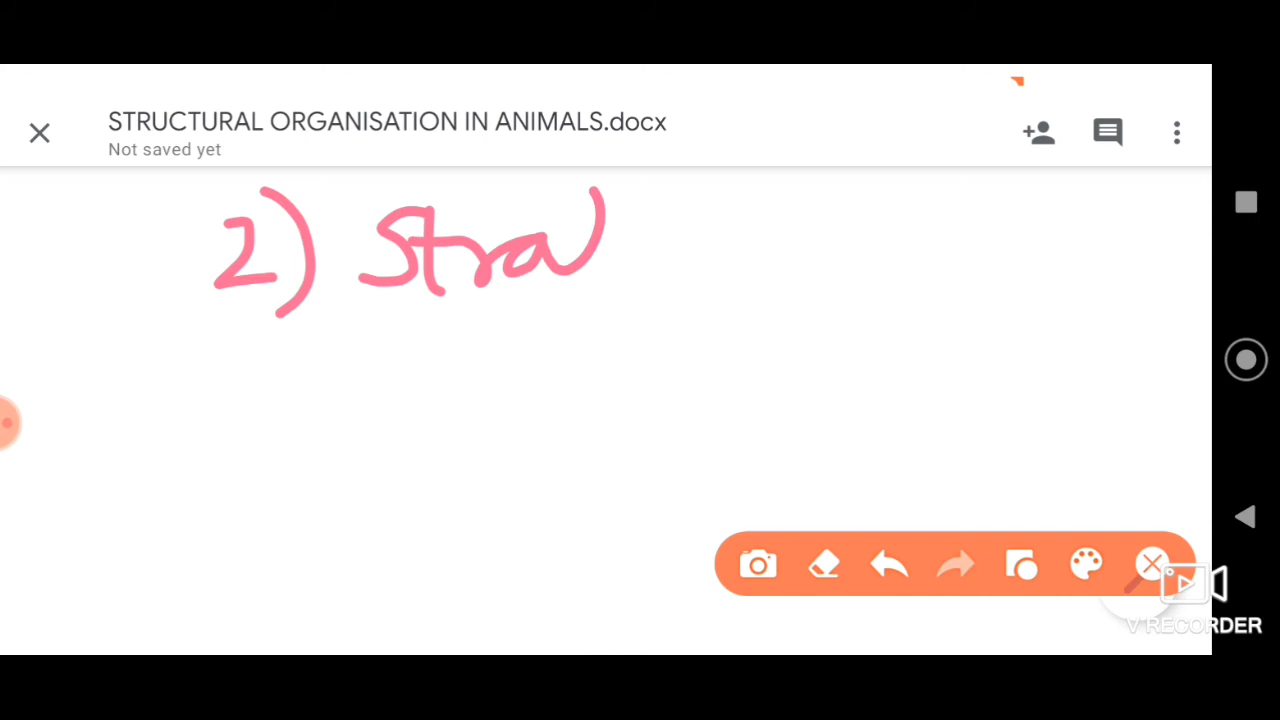 STRUCTURAL ORGANISATION IN ANIMALS.docx
Not saved yet
2) Stra
V RECORDER